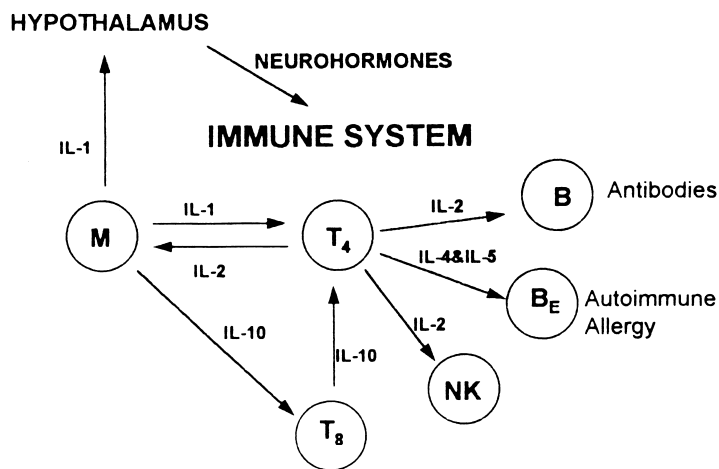 HYPOTHALAMUS
NEUROHORMONES
IMMUNE SYSTEM
IL-1
M
IL-1
IL-2
T₄
IL-2
B
Antibodies
IL-4&IL-5
B_E
Autoimmune
Allergy
IL-10
IL-10
IL-2
NK
T₈